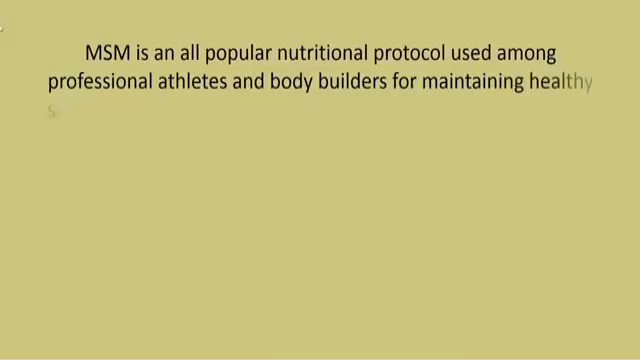 MSM is an all popular nutritional protocol used among
professional athletes and body builders for maintaining healthy